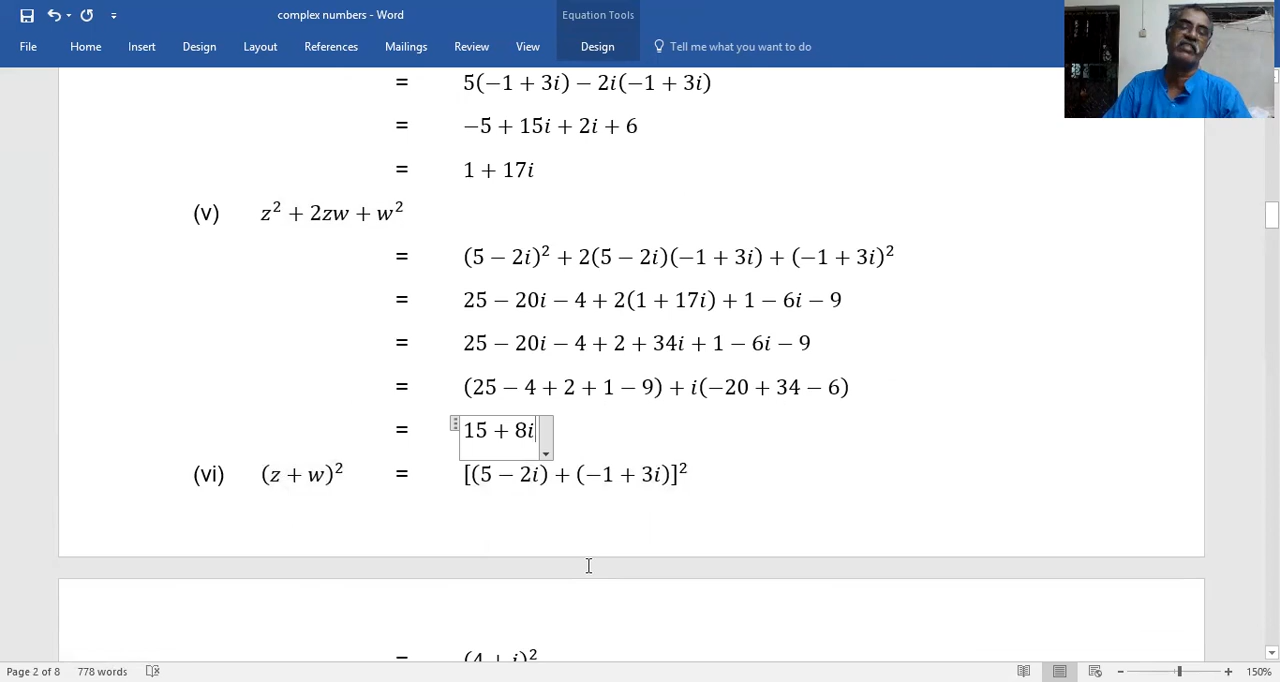 complex numbers - Word
Equation Tools
File Home Insert Design Layout References Mailings Review View Design Tell me what you want to do
= 5(−1 + 3i) − 2i(−1 + 3i)
= −5 + 15i + 2i + 6
= 1 + 17i
(v) z² + 2zw + w²
= (5 − 2i)² + 2(5 − 2i)(−1 + 3i) + (−1 + 3i)²
= 25 − 20i − 4 + 2(1 + 17i) + 1 − 6i − 9
= 25 − 20i − 4 + 2 + 34i + 1 − 6i − 9
= (25 − 4 + 2 + 1 − 9) + i(−20 + 34 − 6)
= 15 + 8i
(vi) (z + w)² = [(5 − 2i) + (−1 + 3i)]²
= (4 + i)²
Page 2 of 8 778 words 150%